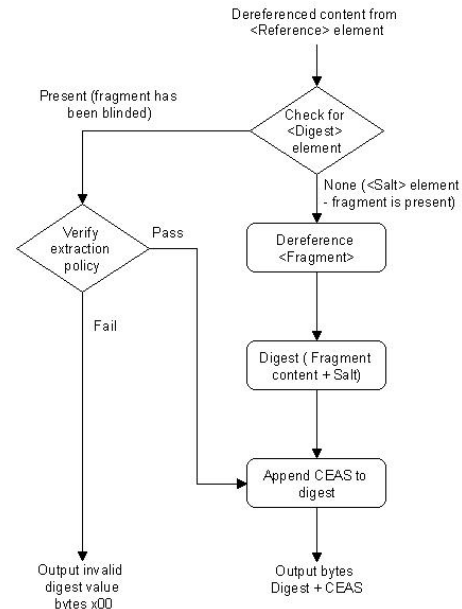 Dereferenced content from
<Reference> element
Present (fragment has
been blinded)
Check for
<Digest>
element
None (<Salt> element
- fragment is present)
Verify
extraction
policy
Pass
Dereference
<Fragment>
Fail
Digest ( Fragment
content + Salt)
Append CEAS to
digest
Output invalid
digest value
bytes x00
Output bytes
Digest + CEAS